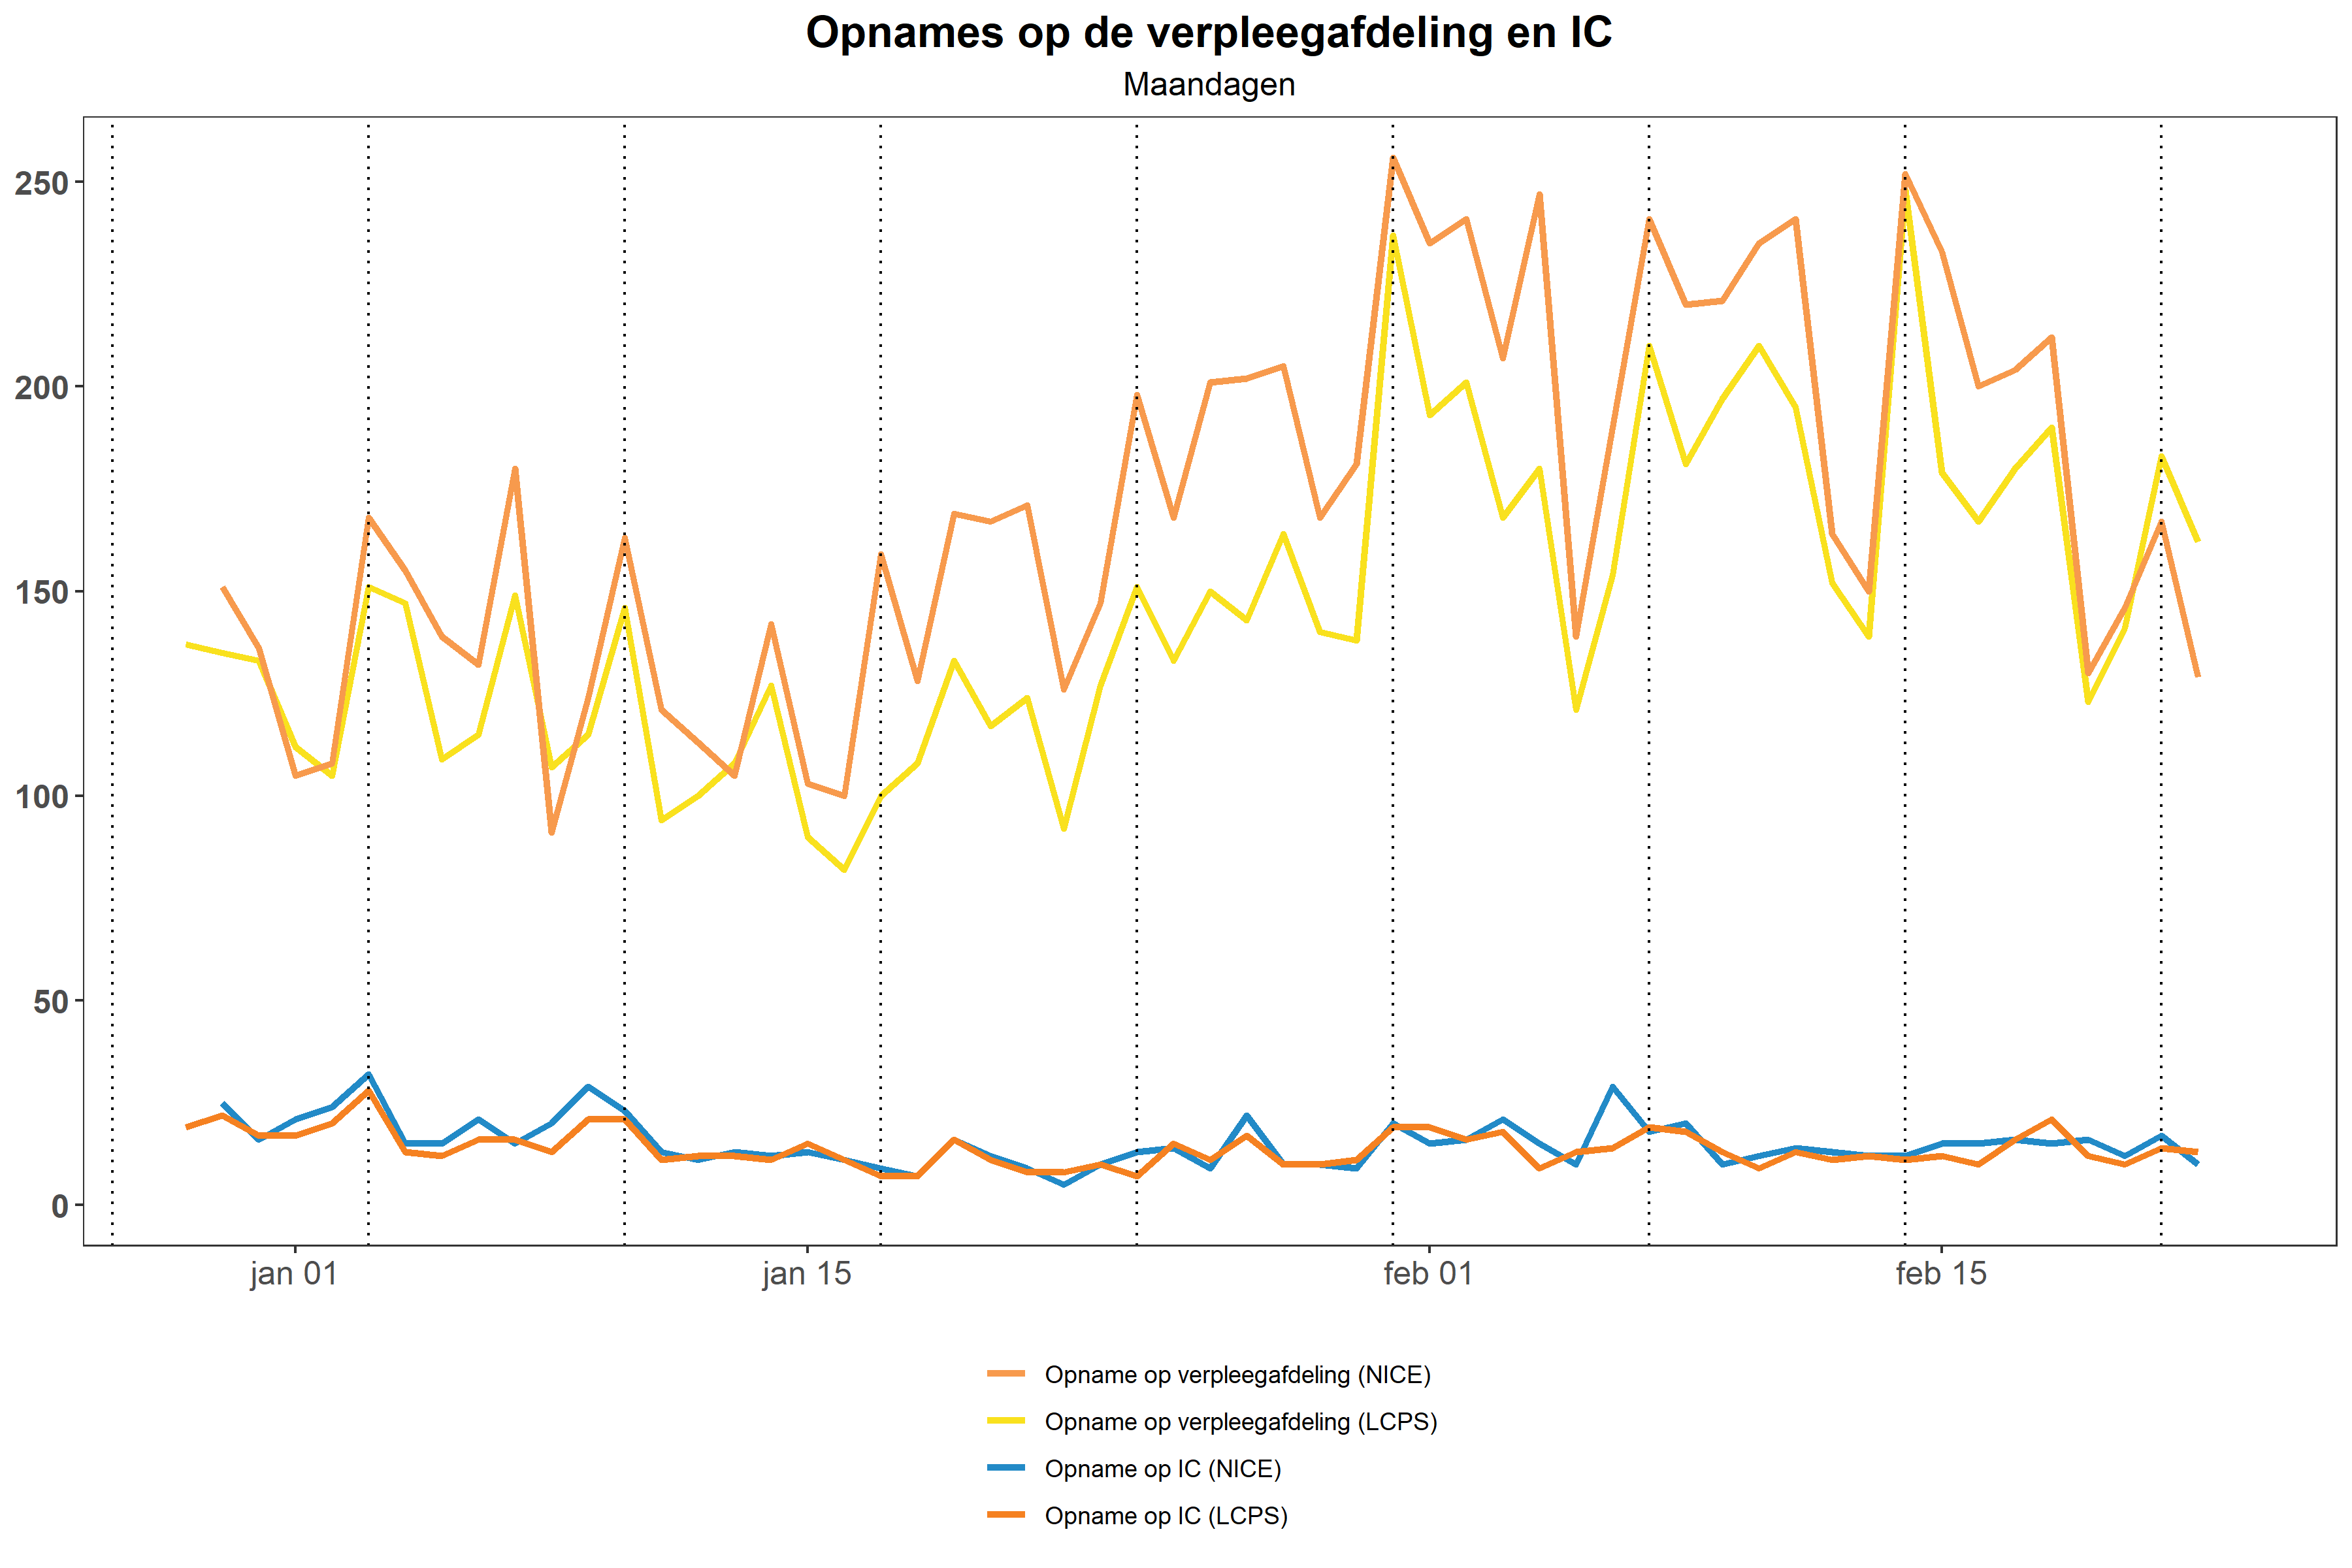 Opnames op de verpleegafdeling en IC
Maandagen
250
200
150
100
50
0
jan 01 jan 15 feb 01 feb 15
Opname op verpleegafdeling (NICE)
Opname op verpleegafdeling (LCPS)
Opname op IC (NICE)
Opname op IC (LCPS)